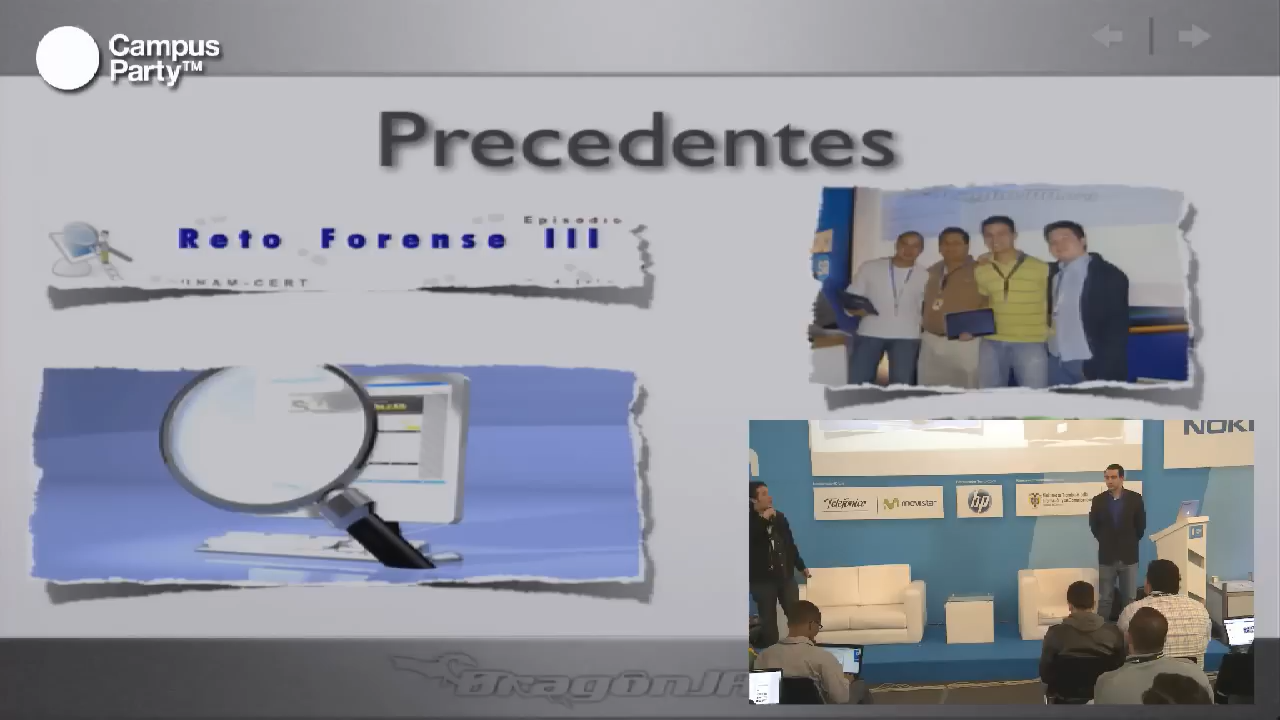 Campus
Party™
Precedentes
Episodio
Reto Forense III
UNAM-CERT
DragonJAR
NOKI
Telefónica
movistar
hp